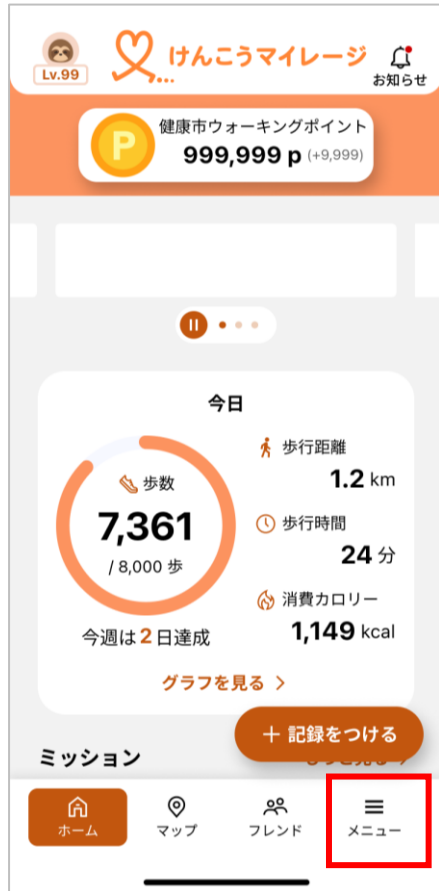 Lv.99
けんこうマイレージ
お知らせ
P
健康市ウォーキングポイント
999,999 p (+9,999)
今日
歩数
7,361
/ 8,000 歩
今週は2日達成
歩行距離
1.2 km
歩行時間
24 分
消費カロリー
1,149 kcal
グラフを見る
+ 記録をつける
ミッション
ホーム
マップ
フレンド
メニュー